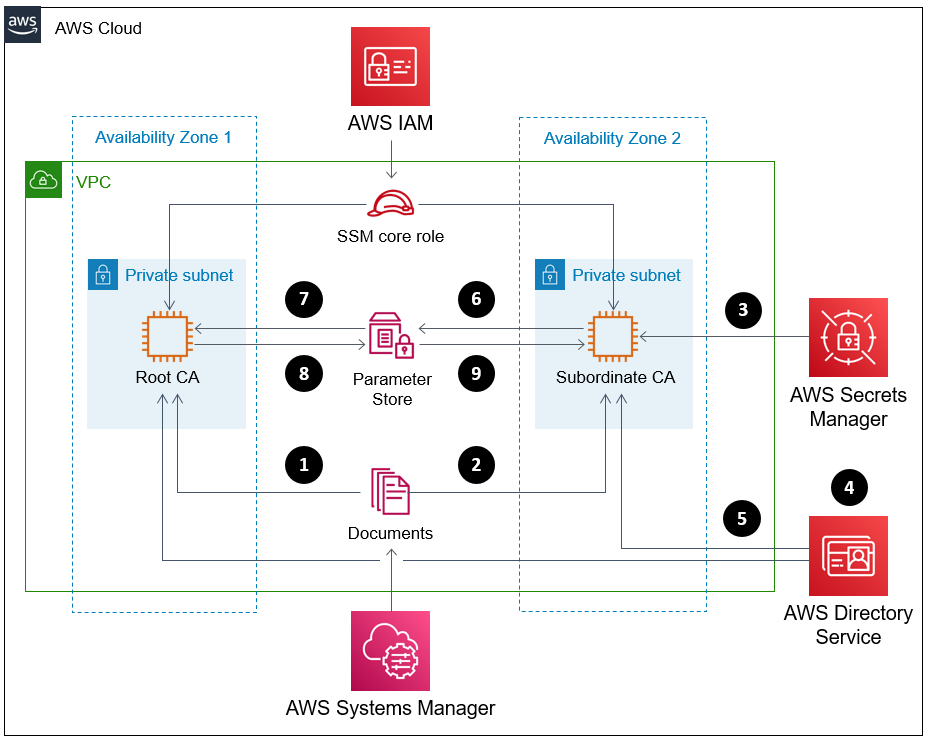 aws
AWS Cloud
AWS IAM
Availability Zone 1
Availability Zone 2
VPC
SSM core role
Private subnet
Private subnet
7
6
3
Root CA
Parameter
Store
Subordinate CA
8
9
AWS Secrets
Manager
1
2
4
5
Documents
AWS Directory
Service
AWS Systems Manager